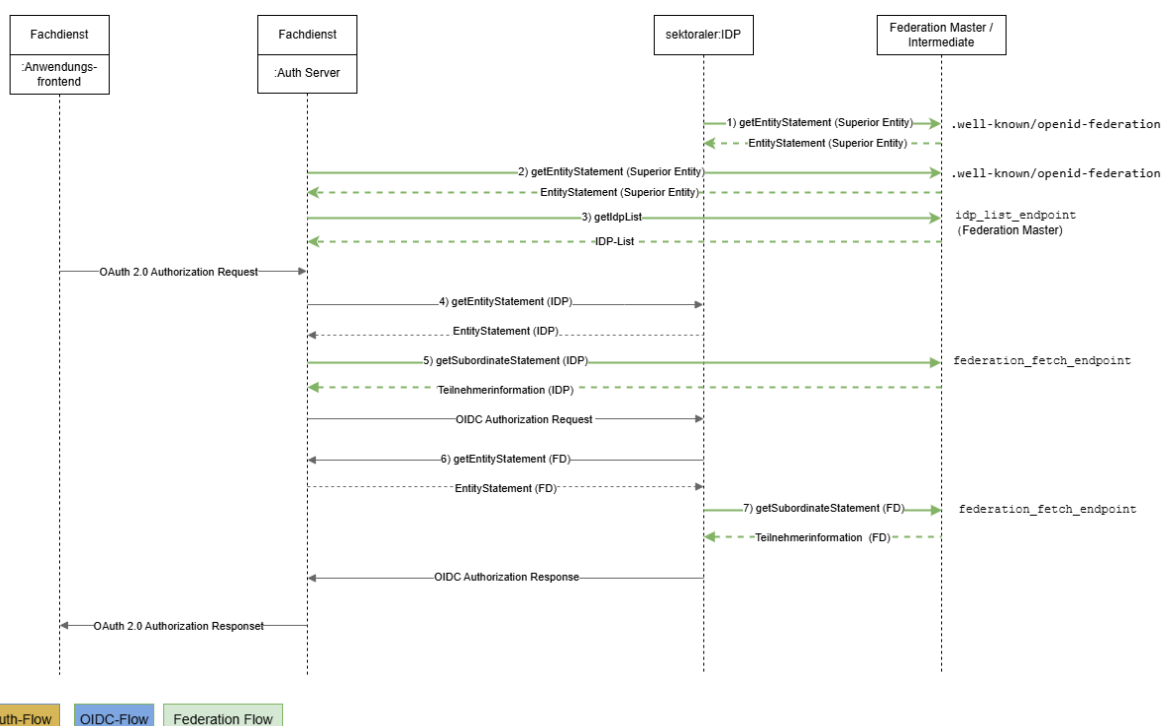 Fachdienst
Fachdienst
sektoraler:IDP
Federation Master /
Intermediate
:Anwendungs-
frontend
:Auth Server
1) getEntityStatement (Superior Entity)
.well-known/openid-federation
EntityStatement (Superior Entity)
2) getEntityStatement (Superior Entity)
.well-known/openid-federation
EntityStatement (Superior Entity)
3) getIdpList
idp_list_endpoint
(Federation Master)
IDP-List
OAuth 2.0 Authorization Request
4) getEntityStatement (IDP)
EntityStatement (IDP)
5) getSubordinateStatement (IDP)
federation_fetch_endpoint
Teilnehmerinformation (IDP)
OIDC Authorization Request
6) getEntityStatement (FD)
EntityStatement (FD)
7) getSubordinateStatement (FD)
federation_fetch_endpoint
Teilnehmerinformation (FD)
OIDC Authorization Response
OAuth 2.0 Authorization Responset
uth-Flow
OIDC-Flow
Federation Flow